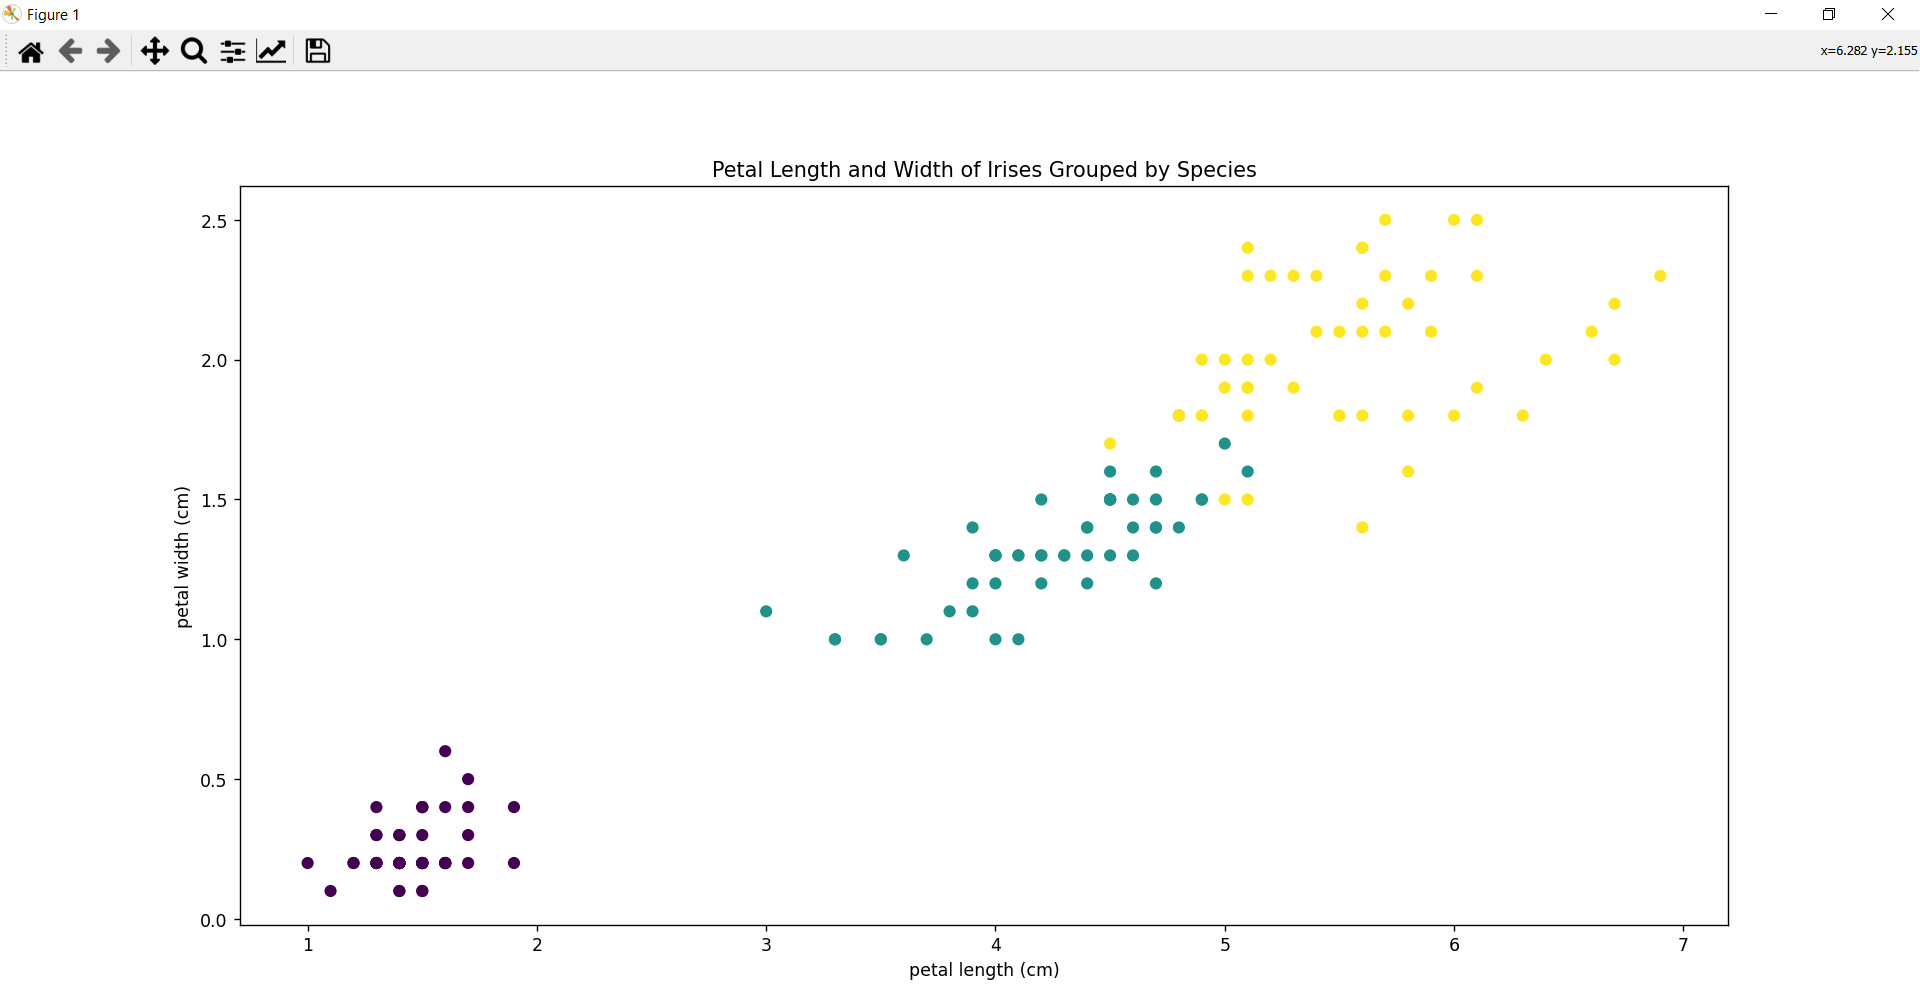 Figure 1
x=6.282 y=2.155
Petal Length and Width of Irises Grouped by Species
2.5
2.0
1.5
1.0
0.5
0.0
petal width (cm)
1 2 3 4 5 6 7
petal length (cm)